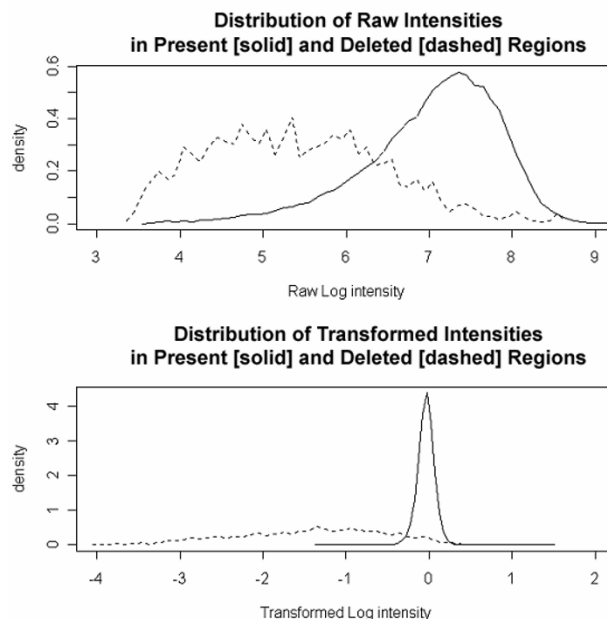 Distribution of Raw Intensities
in Present [solid] and Deleted [dashed] Regions
density
0.6
0.4
0.2
0.0
3 4 5 6 7 8 9
Raw Log intensity
Distribution of Transformed Intensities
in Present [solid] and Deleted [dashed] Regions
density
4
3
2
1
0
-4 -3 -2 -1 0 1 2
Transformed Log intensity